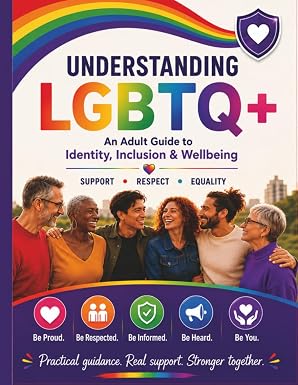 UNDERSTANDING
LGBTQ+
An Adult Guide to
Identity, Inclusion & Wellbeing
SUPPORT • RESPECT • EQUALITY
Be Proud.
Be Respected.
Be Informed.
Be Heard.
Be You.
Practical guidance. Real support. Stronger together.